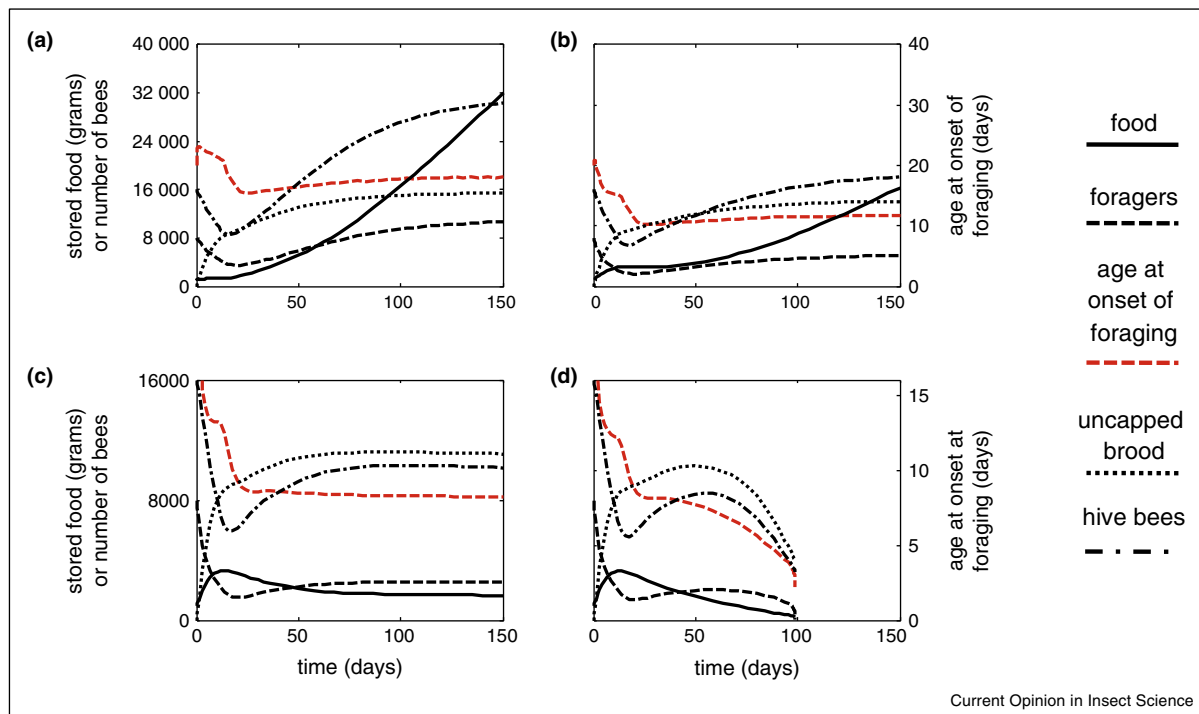 (a)
(b)
40 000
32 000
24 000
16 000
8 000
0
stored food (grams)
or number of bees
0
50
100
150
0
50
100
150
40
30
20
10
0
age at onset of
foraging (days)
(c)
(d)
16000
8000
0
stored food (grams)
or number of bees
0
50
100
150
time (days)
0
50
100
150
time (days)
15
10
5
0
age at onset at
foraging (days)
food
foragers
age at
onset of
foraging
uncapped
brood
hive bees
Current Opinion in Insect Science